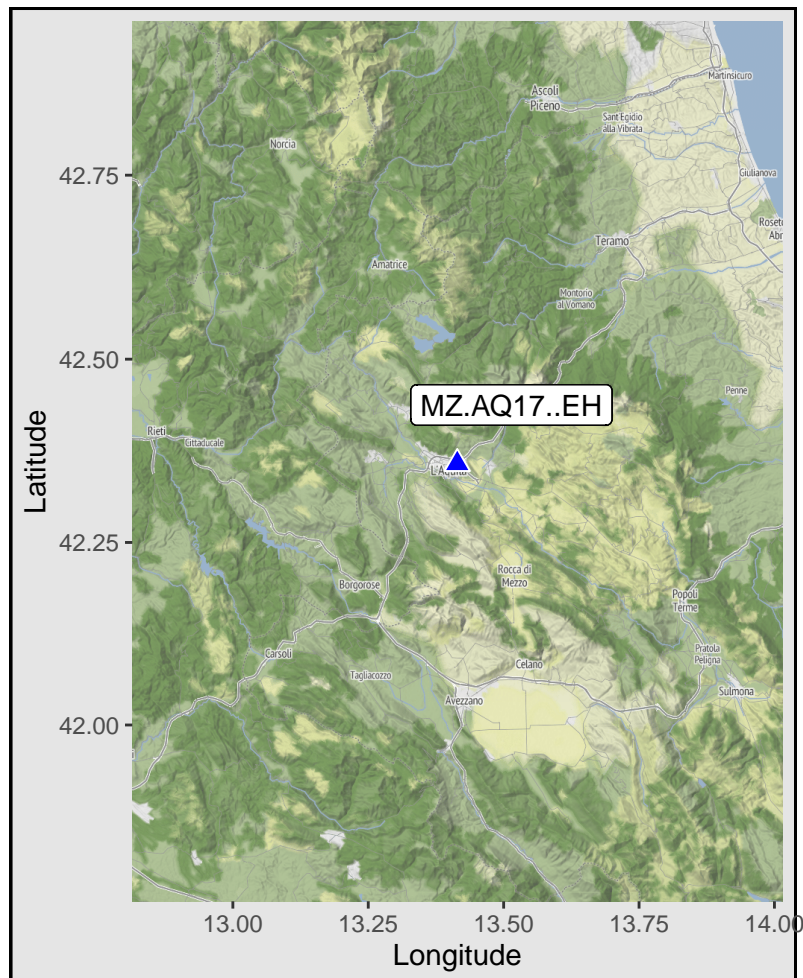 Martinsicuro
Ascoli
Piceno
Sant'Egidio
alla Vibrata
Norcia
Giulianova
42.75
Teramo
Amatrice
Montorio
al Vomano
42.50
Penne
MZ.AQ17..EH
Rieti
Cittaducale
L'Aquila
Latitude
42.25
Rocca di
Mezzo
Borgorose
Popoli
Terme
Carsoli
Pratola
Peligna
Celano
Tagliacozzo
Sulmona
Avezzano
42.00
13.00
13.25
13.50
13.75
14.00
Longitude